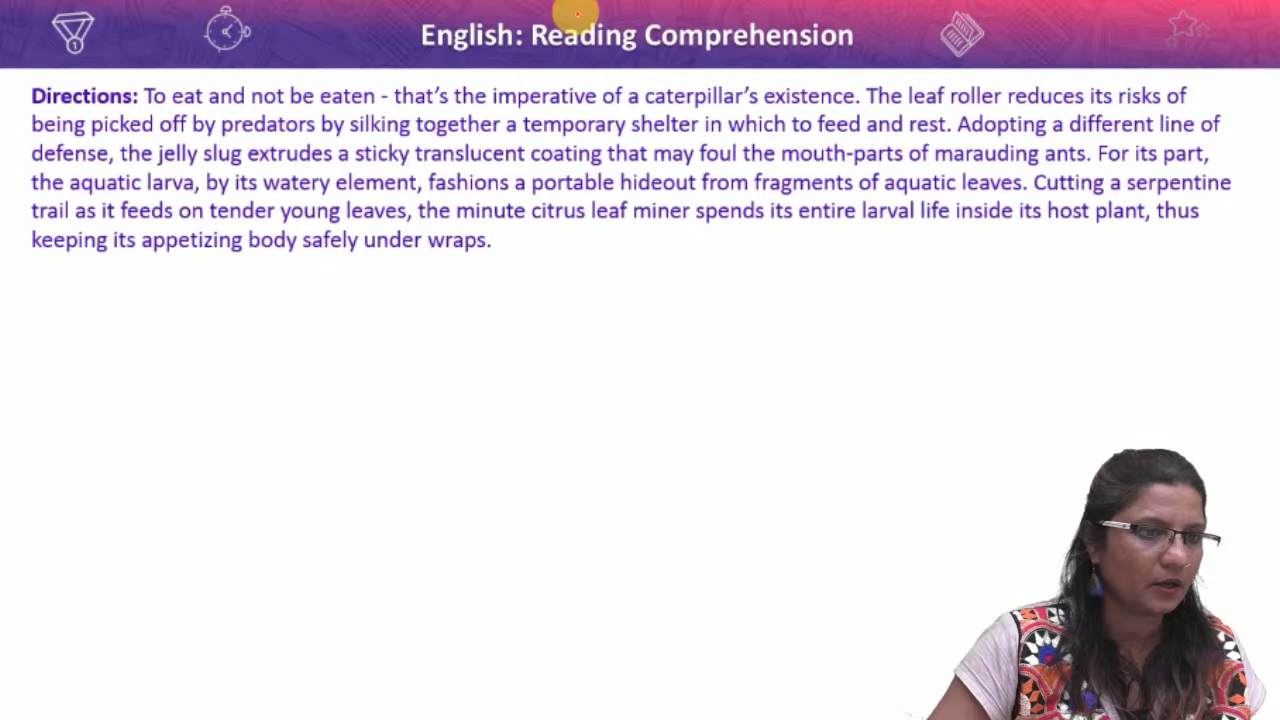 English: Reading Comprehension
Directions: To eat and not be eaten - that’s the imperative of a caterpillar’s existence. The leaf roller reduces its risks of
being picked off by predators by silking together a temporary shelter in which to feed and rest. Adopting a different line of
defense, the jelly slug extrudes a sticky translucent coating that may foul the mouth-parts of marauding ants. For its part,
the aquatic larva, by its watery element, fashions a portable hideout from fragments of aquatic leaves. Cutting a serpentine
trail as it feeds on tender young leaves, the minute citrus leaf miner spends its entire larval life inside its host plant, thus
keeping its appetizing body safely under wraps.